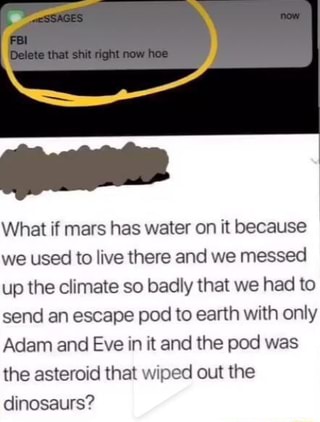 MESSAGES now
FBI
Delete that shit right now hoe
What if mars has water on it because
we used to live there and we messed
up the climate so badly that we had to
send an escape pod to earth with only
Adam and Eve in it and the pod was
the asteroid that wiped out the
dinosaurs?